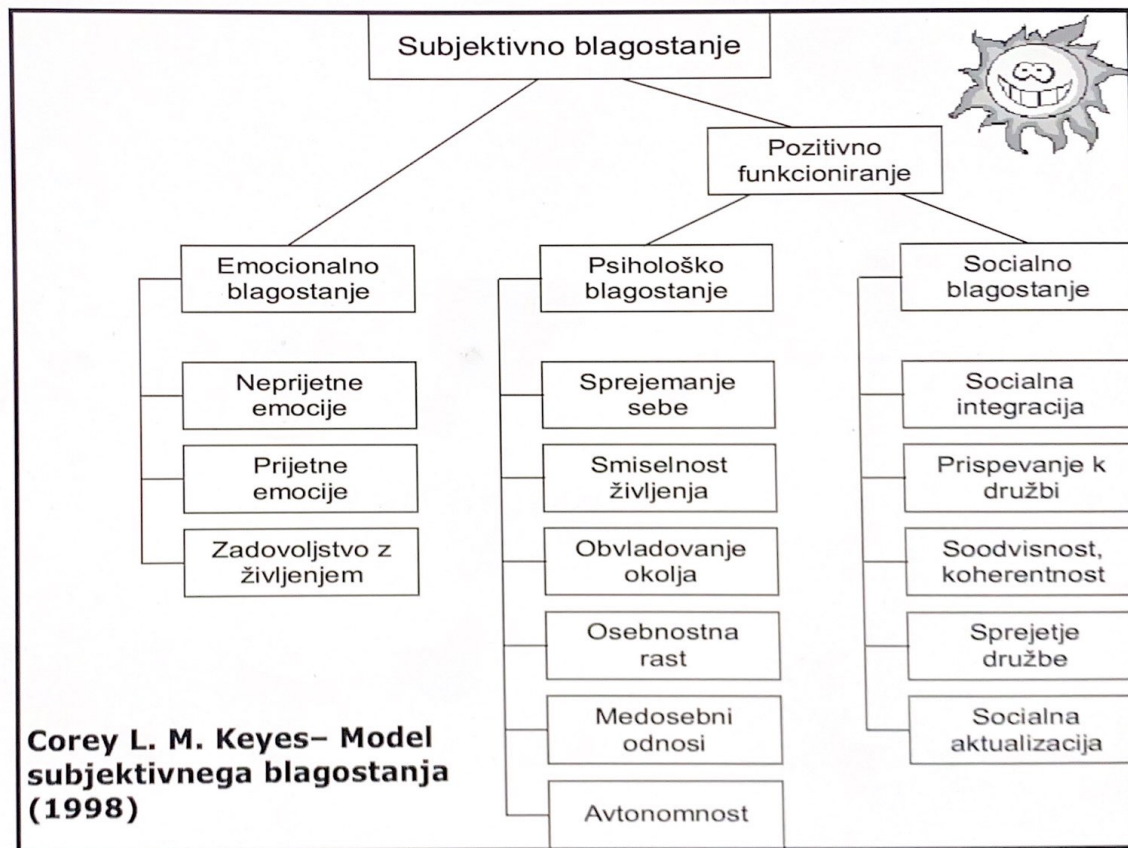 Subjektivno blagostanje
Pozitivno
funkcioniranje
Emocionalno
blagostanje
Neprijetne
emocije
Prijetne
emocije
Zadovoljstvo z
življenjem
Psihološko
blagostanje
Sprejemanje
sebe
Smiselnost
življenja
Obvladovanje
okolja
Osebnostna
rast
Medosebni
odnosi
Avtonomnost
Socialno
blagostanje
Socialna
integracija
Prispevanje k
družbi
Soodvisnost,
koherentnost
Sprejetje
družbe
Socialna
aktualizacija
Corey L. M. Keyes– Model
subjektivnega blagostanja
(1998)